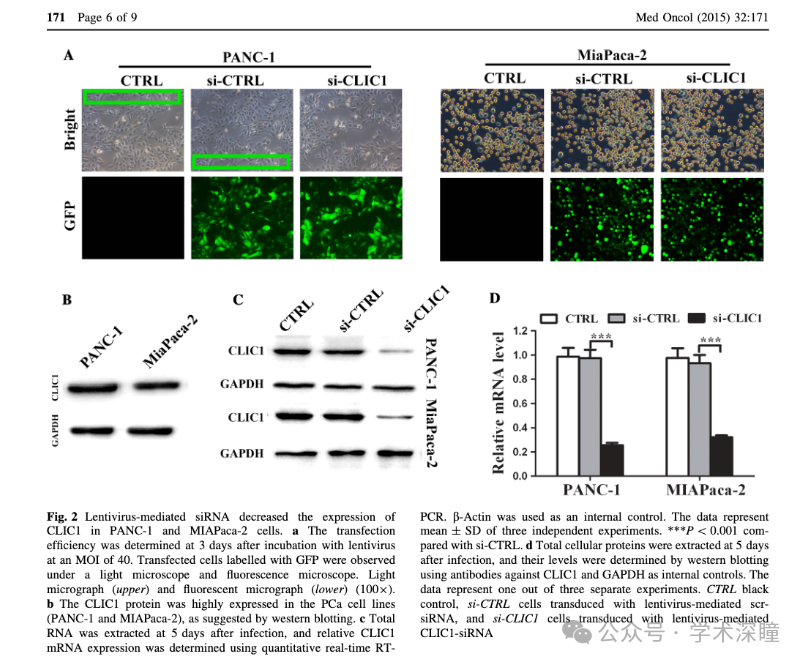 171 Page 6 of 9
Med Oncol (2015) 32:171
A
PANC-1
MiaPaca-2
CTRL si-CTRL si-CLIC1
CTRL si-CTRL si-CLIC1
Bright
GFP
B
PANC-1
MiaPaca-2
CLIC1
GAPDH
C
CTRL
si-CTRL
si-CLIC1
CLIC1
GAPDH
CLIC1
GAPDH
PANC-1 MiaPaca-2
D
CTRL si-CTRL si-CLIC1
Relative mRNA level
1.2
1.0
0.8
0.6
0.4
0.2
0.0
***
***
PANC-1 MIAPaca-2
Fig. 2 Lentivirus-mediated siRNA decreased the expression of
CLIC1 in PANC-1 and MIAPaca-2 cells. a The transfection
efficiency was determined at 3 days after incubation with lentivirus
at an MOI of 40. Transfected cells labelled with GFP were observed
under a light microscope and fluorescence microscope. Light
micrograph (upper) and fluorescent micrograph (lower) (100×).
b The CLIC1 protein was highly expressed in the PCa cell lines
(PANC-1 and MIAPaca-2), as suggested by western blotting. c Total
RNA was extracted at 5 days after infection, and relative CLIC1
mRNA expression was determined using quantitative real-time RT-
PCR. β-Actin was used as an internal control. The data represent
mean ± SD of three independent experiments. ***P < 0.001 com-
pared with si-CTRL. d Total cellular proteins were extracted at 5 days
after infection, and their levels were determined by western blotting
using antibodies against CLIC1 and GAPDH as internal controls. The
data represent one out of three separate experiments. CTRL black
control, si-CTRL cells transduced with lentivirus-mediated scr-
siRNA, and si-CLIC1 cells transduced with lentivirus-mediated
CLIC1-siRNA
公众号 · 学术深瞳